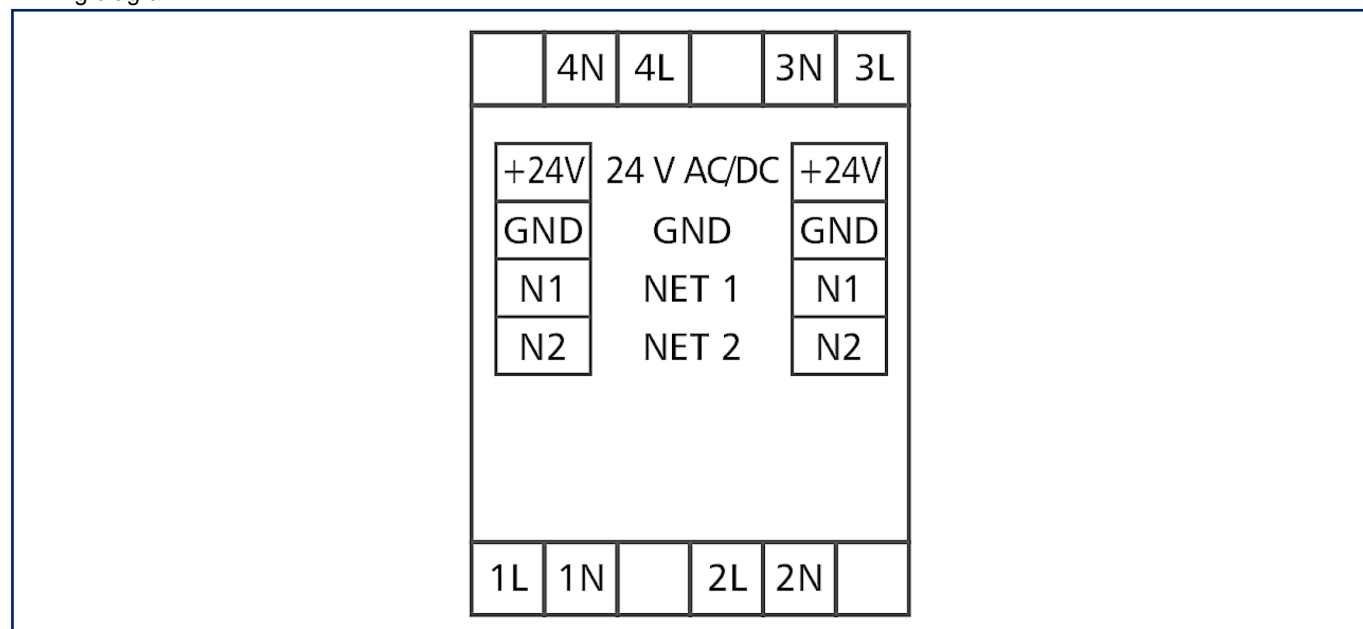 4N 4L 3N 3L
+24V 24 V AC/DC +24V
GND GND GND
N1 NET 1 N1
N2 NET 2 N2
1L 1N 2L 2N